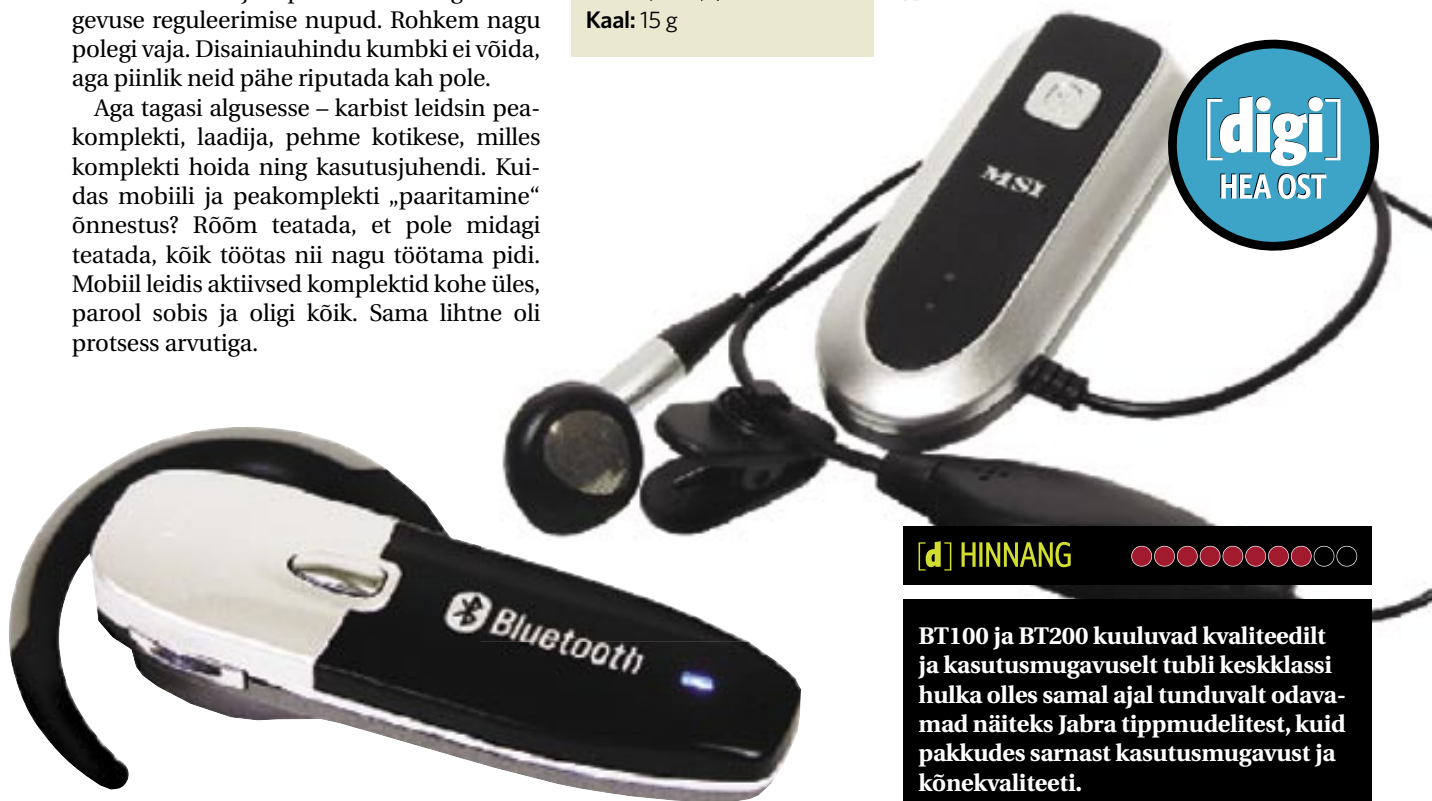 gevuse reguleerimise nupud. Rohkem nagu
polegi vaja. Disainiauhindu kumbki ei võida,
aga piinlik neid pähe riputada kah pole.
Aga tagasi algusesse – karbist leidsin pea-
komplekti, laadija, pehme kotikese, milles
komplekti hoida ning kasutusjuhendi. Kui-
das mobiili ja peakomplekti „paaritamine“
õnnestus? Rõõm teatada, et pole midagi
teatada, kõik töötas nii nagu töötama pidi.
Mobiil leidis aktiivsed komplektid kohe üles,
parool sobis ja oligi kõik. Sama lihtne oli
protsess arvutiga.
Kaal: 15 g
MSI
[digi]
HEA OST
Bluetooth
[d] HINNANG
BT100 ja BT200 kuuluvad kvaliteedilt
ja kasutusmugavuselt tubli keskklassi
hulka olles samal ajal tunduvalt odava-
mad näiteks Jabra tippmudelitest, kuid
pakkudes sarnast kasutusmugavust ja
kõnekvaliteeti.